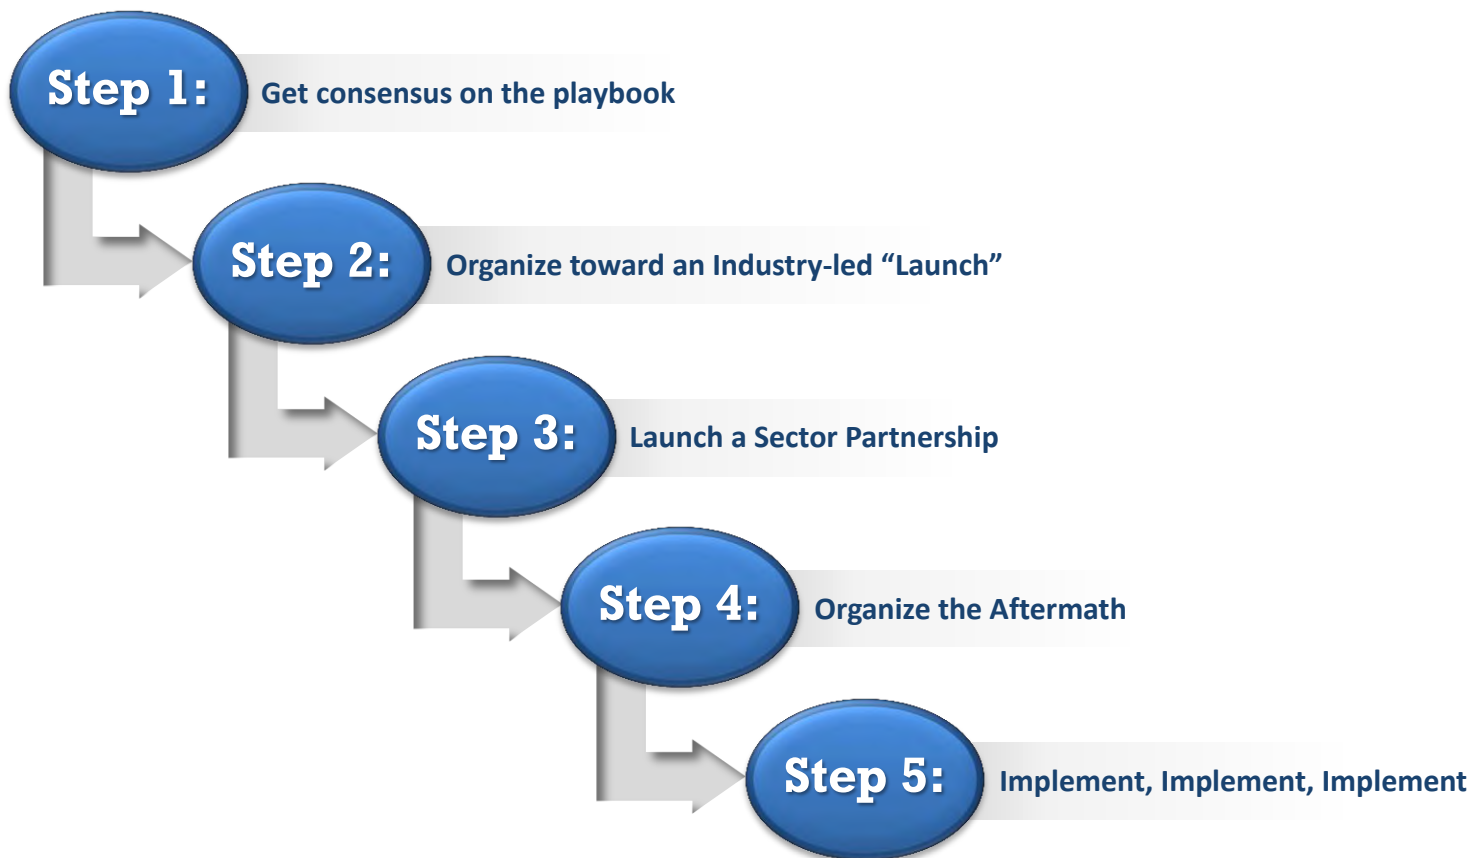 Step 1:
Get consensus on the playbook
Step 2:
Organize toward an Industry-led “Launch”
Step 3:
Launch a Sector Partnership
Step 4:
Organize the Aftermath
Step 5:
Implement, Implement, Implement